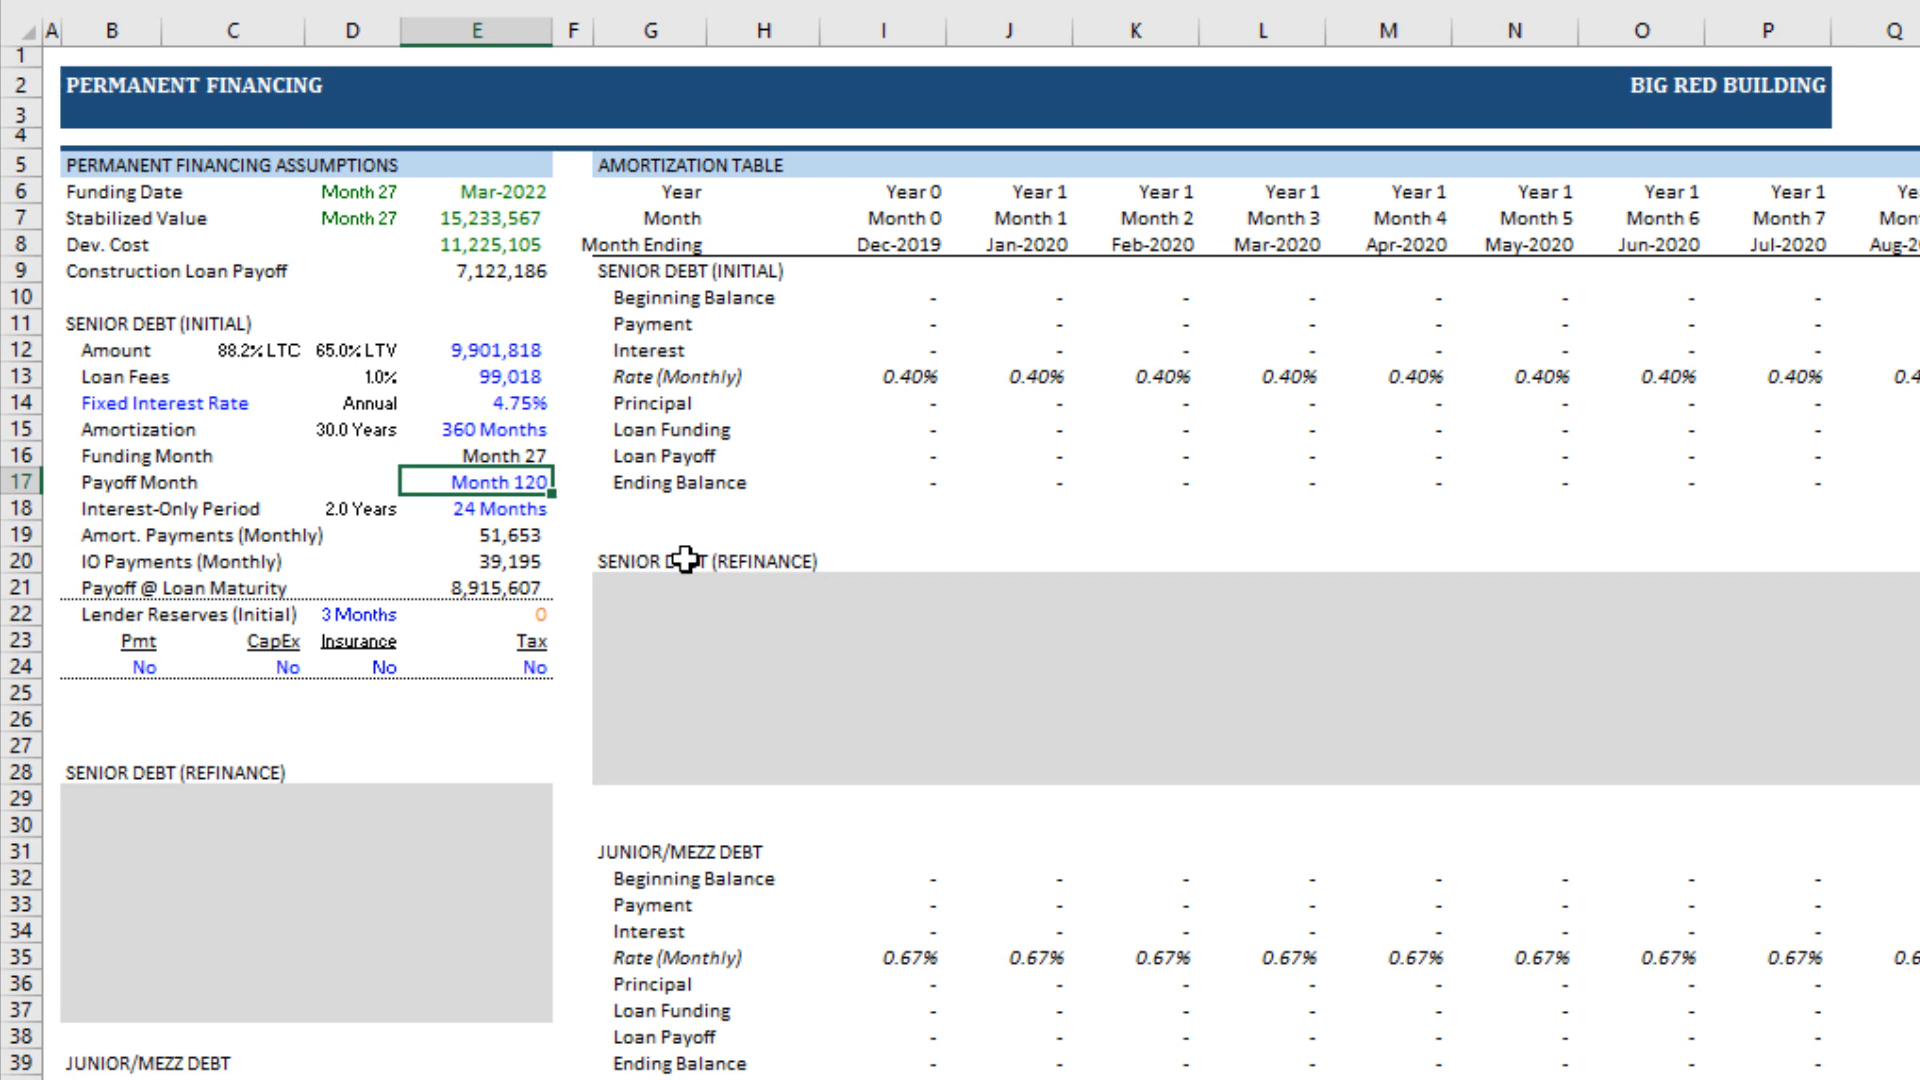 A B C D E F G H I J K L M N O P Q
1
2 PERMANENT FINANCING BIG RED BUILDING
3
4
5 PERMANENT FINANCING ASSUMPTIONS AMORTIZATION TABLE
6 Funding Date Month 27 Mar-2022 Year Year 0 Year 1 Year 1 Year 1 Year 1 Year 1 Year 1 Year 1 Ye
7 Stabilized Value Month 27 15,233,567 Month Month 0 Month 1 Month 2 Month 3 Month 4 Month 5 Month 6 Month 7 Mon
8 Dev. Cost 11,225,105 Month Ending Dec-2019 Jan-2020 Feb-2020 Mar-2020 Apr-2020 May-2020 Jun-2020 Jul-2020 Aug-2
9 Construction Loan Payoff 7,122,186 SENIOR DEBT (INITIAL)
10 Beginning Balance - - - - - - - -
11 SENIOR DEBT (INITIAL) Payment - - - - - - - -
12 Amount 88.2% LTC 65.0% LTV 9,901,818 Interest - - - - - - - -
13 Loan Fees 1.0% 99,018 Rate (Monthly) 0.40% 0.40% 0.40% 0.40% 0.40% 0.40% 0.40% 0.40% 0.4
14 Fixed Interest Rate Annual 4.75% Principal - - - - - - - -
15 Amortization 30.0 Years 360 Months Loan Funding - - - - - - - -
16 Funding Month Month 27 Loan Payoff - - - - - - - -
17 Payoff Month Month 120 Ending Balance - - - - - - - -
18 Interest-Only Period 2.0 Years 24 Months
19 Amort. Payments (Monthly) 51,653
20 IO Payments (Monthly) 39,195 SENIOR (REFINANCE)
21 Payoff @ Loan Maturity 8,915,607
22 Lender Reserves (Initial) 3 Months 0
23 Pmt CapEx Insurance Tax
24 No No No No
25
26
27
28 SENIOR DEBT (REFINANCE)
29
30
31 JUNIOR/MEZZ DEBT
32 Beginning Balance - - - - - - - -
33 Payment - - - - - - - -
34 Interest - - - - - - - -
35 Rate (Monthly) 0.67% 0.67% 0.67% 0.67% 0.67% 0.67% 0.67% 0.67% 0.6
36 Principal - - - - - - - -
37 Loan Funding - - - - - - - -
38 Loan Payoff - - - - - - - -
39 JUNIOR/MEZZ DEBT Ending Balance - - - - - - - -